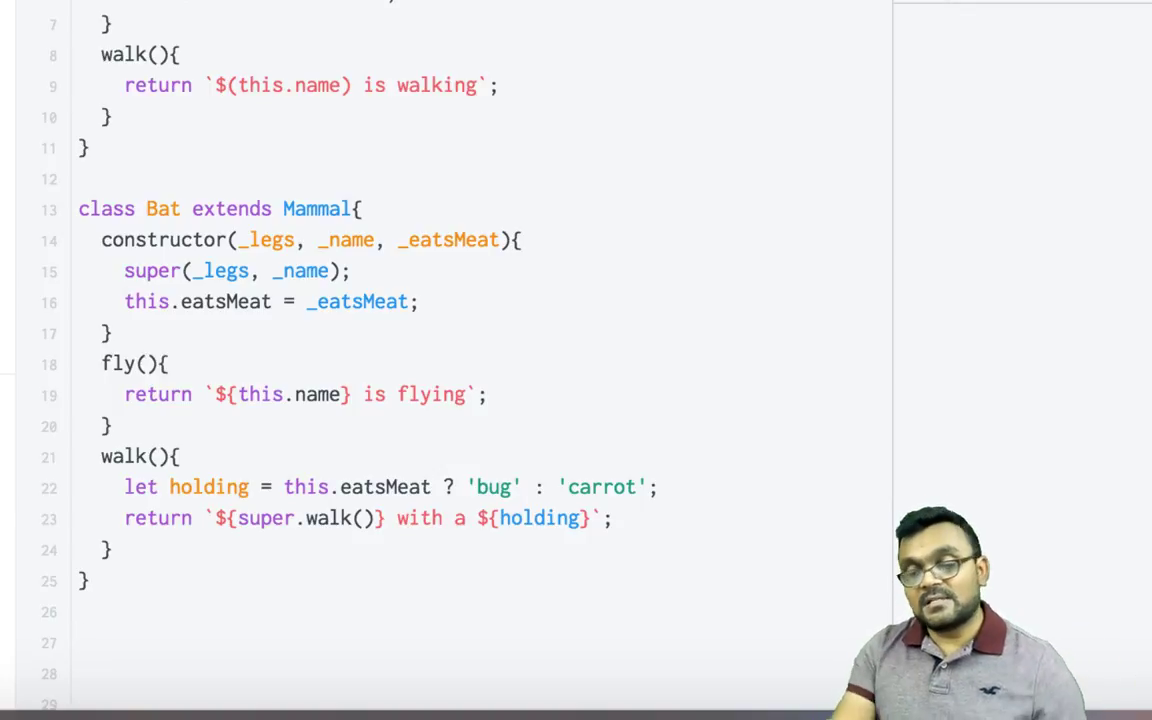 7 }
8 walk(){
9 return `$(this.name) is walking`;
10 }
11 }
12
13 class Bat extends Mammal{
14 constructor(_legs, _name, _eatsMeat){
15 super(_legs, _name);
16 this.eatsMeat = _eatsMeat;
17 }
18 fly(){
19 return `${this.name} is flying`;
20 }
21 walk(){
22 let holding = this.eatsMeat ? 'bug' : 'carrot';
23 return `${super.walk()} with a ${holding}`;
24 }
25 }
26
27
28
29